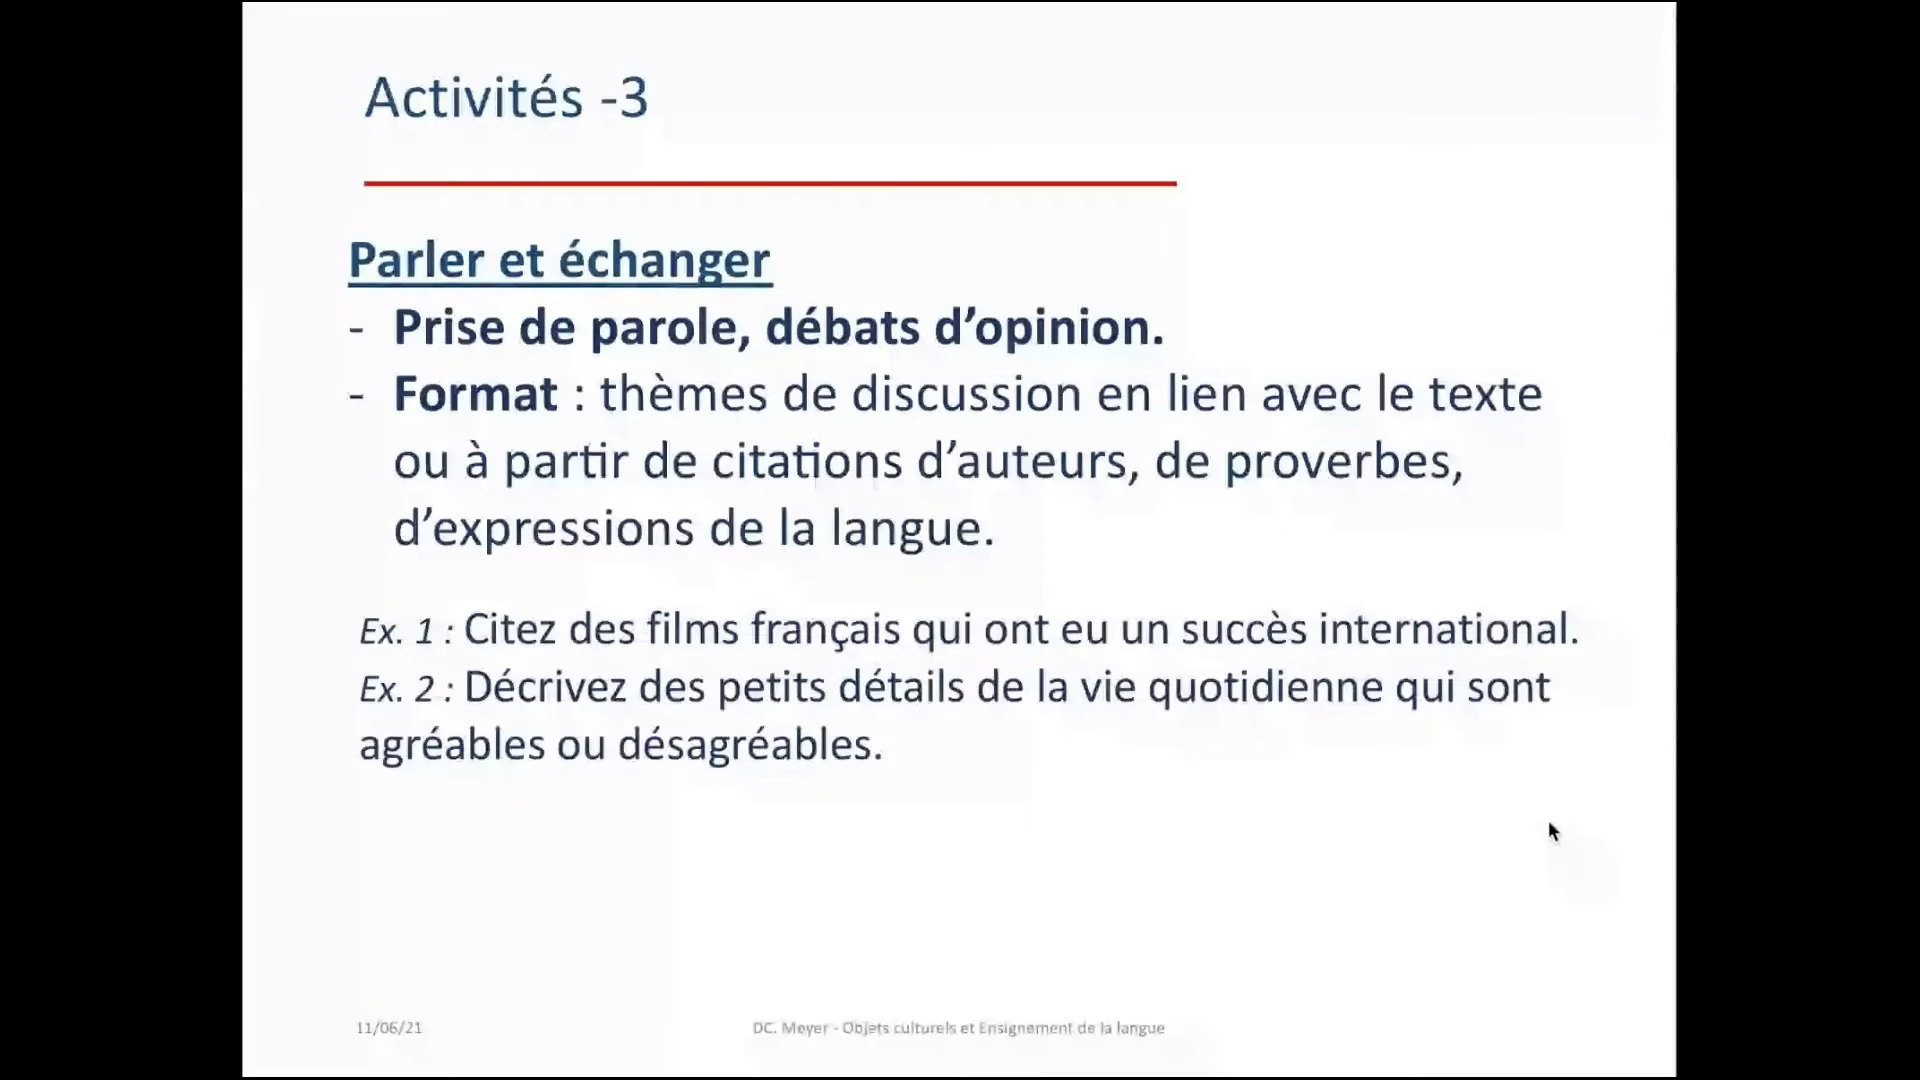 Activités -3
Parler et échanger
- Prise de parole, débats d’opinion.
- Format : thèmes de discussion en lien avec le texte
ou à partir de citations d’auteurs, de proverbes,
d’expressions de la langue.
Ex. 1 : Citez des films français qui ont eu un succès international.
Ex. 2 : Décrivez des petits détails de la vie quotidienne qui sont
agréables ou désagréables.
11/06/21
DC. Meyer - Objets culturels et Ensignement de la langue